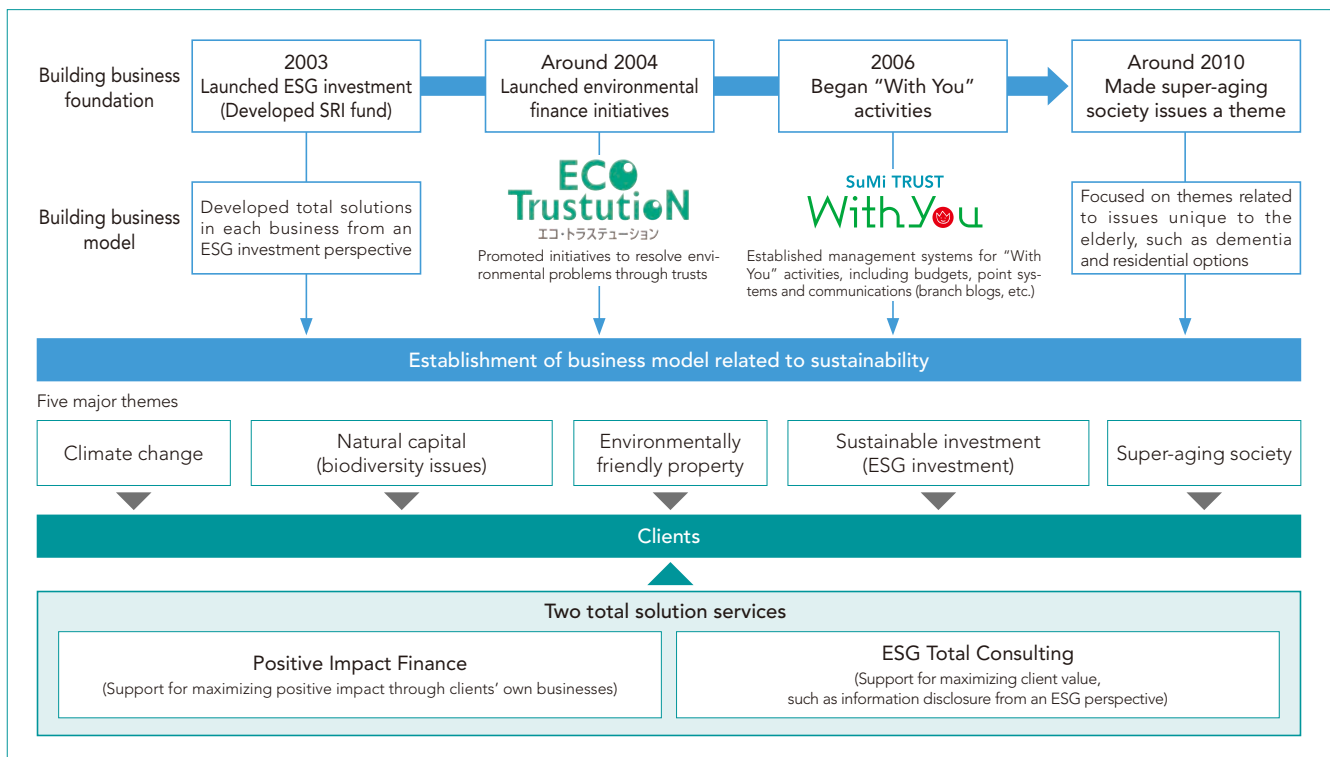 Building business
foundation
2003
Launched ESG investment
(Developed SRI fund)
Around 2004
Launched environmental
finance initiatives
2006
Began “With You”
activities
Around 2010
Made super-aging
society issues a theme
Building business
model
Developed total solutions
in each business from an
ESG investment perspective
ECO
TrustutioN
エコ・トラステューション
Promoted initiatives to resolve envi-
ronmental problems through trusts
SuMi TRUST
With You
Established management systems for “With
You” activities, including budgets, point sys-
tems and communications (branch blogs, etc.)
Focused on themes related
to issues unique to the
elderly, such as dementia
and residential options
Establishment of business model related to sustainability
Five major themes
Climate change
Natural capital
(biodiversity issues)
Environmentally
friendly property
Sustainable investment
(ESG investment)
Super-aging society
Clients
Two total solution services
Positive Impact Finance
(Support for maximizing positive impact through clients’ own businesses)
ESG Total Consulting
(Support for maximizing client value,
such as information disclosure from an ESG perspective)